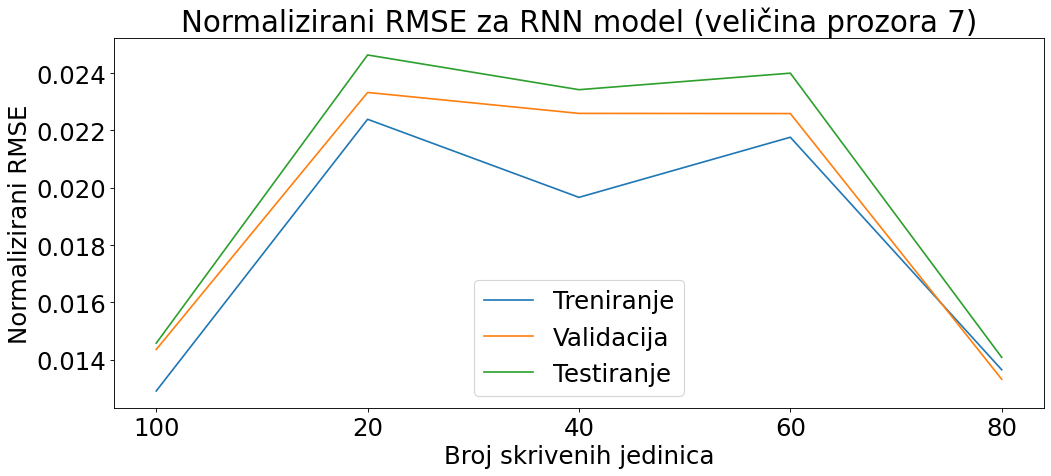 Normalizirani RMSE za RNN model (veličina prozora 7)
Normalizirani RMSE
0.024
0.022
0.020
0.018
0.016
0.014
Treniranje
Validacija
Testiranje
100 20 40 60 80
Broj skrivenih jedinica